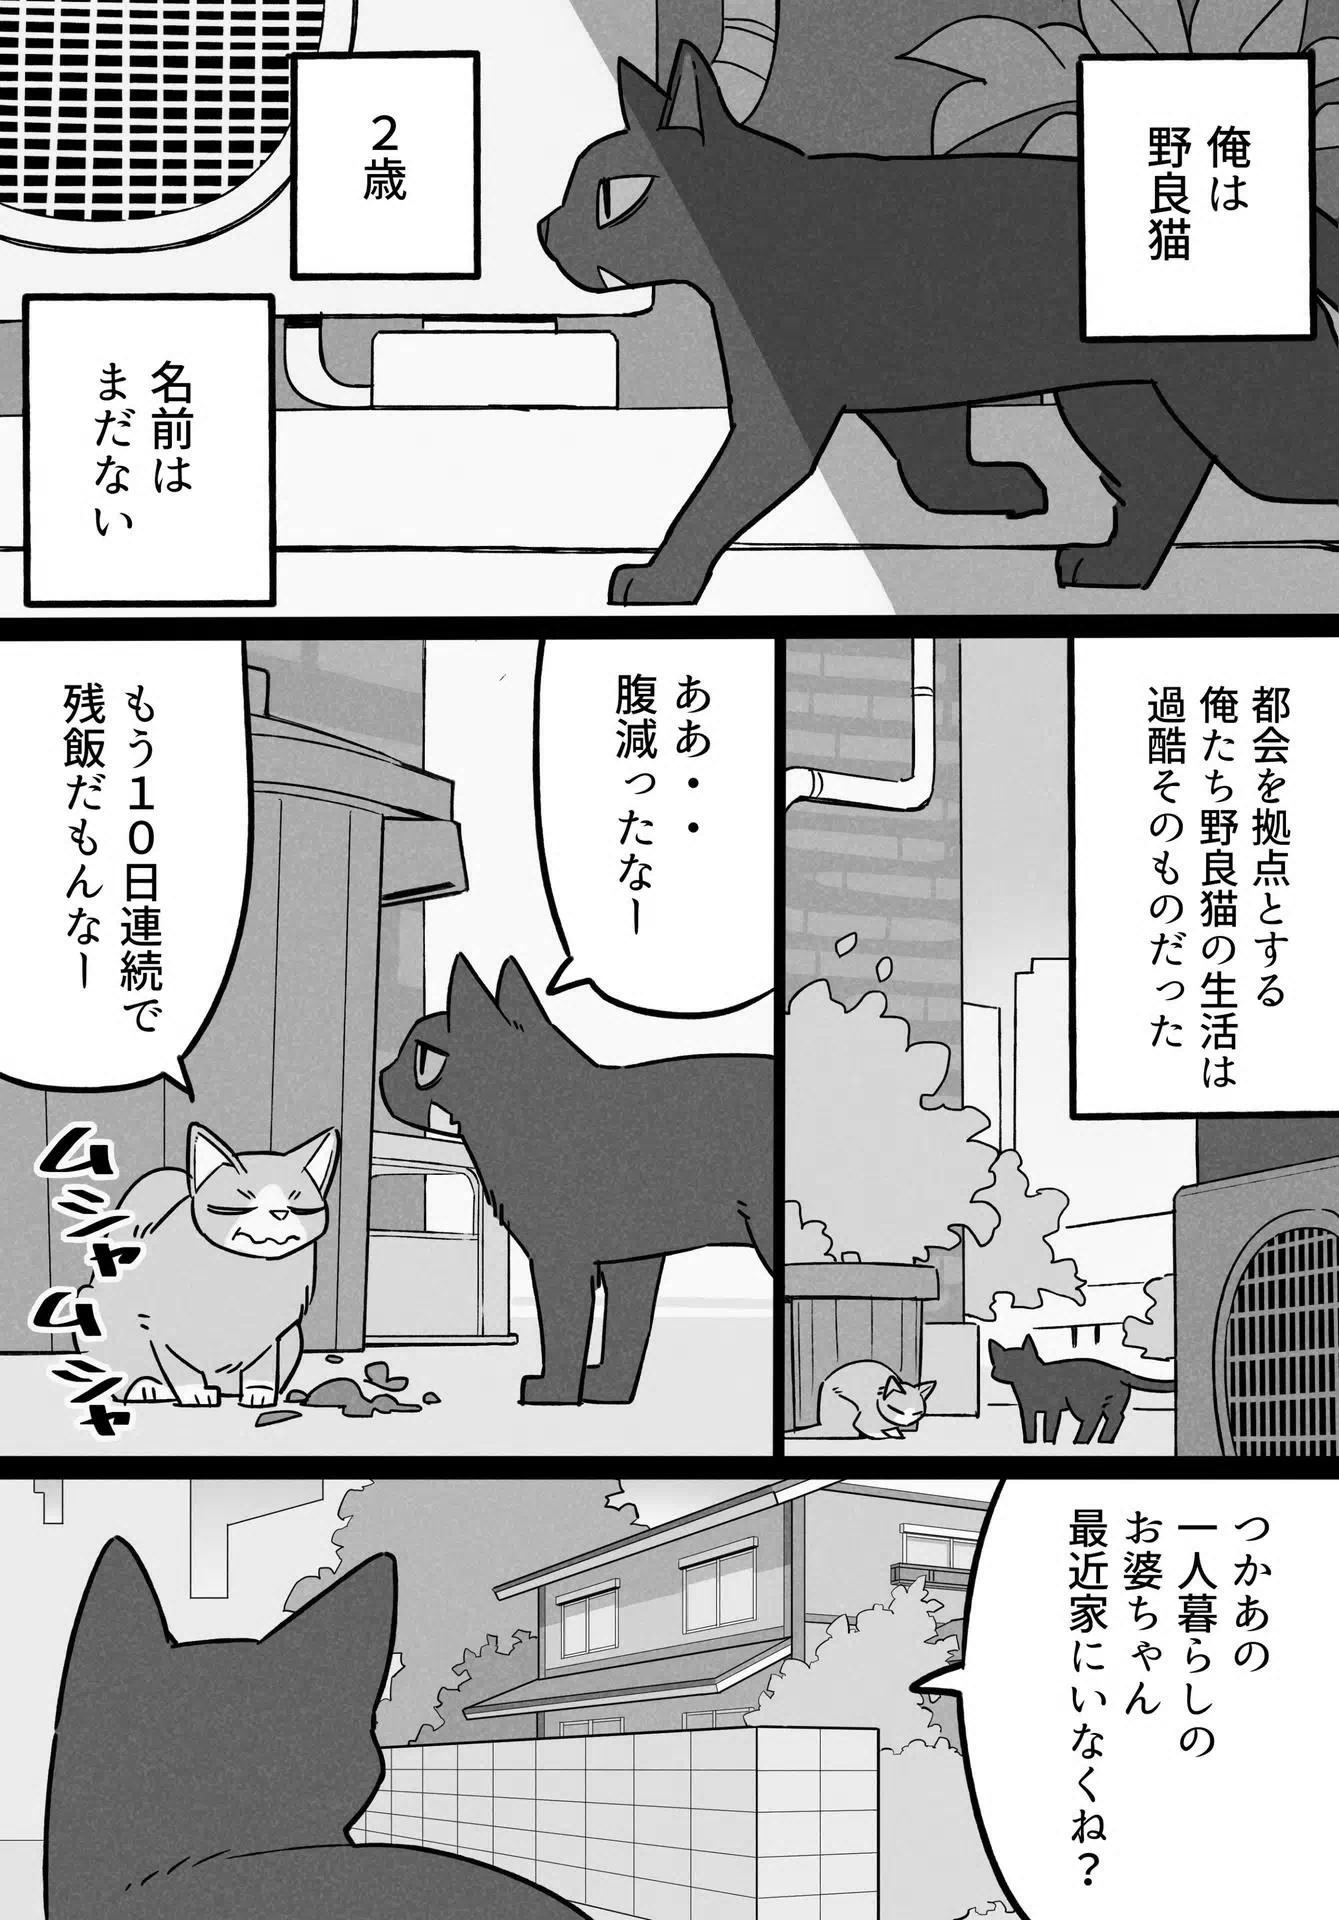 俺は
野良猫
２歳
名前は
まだない
都会を拠点とする
俺たち野良猫の生活は
過酷そのものだった
ああ・・
腹減ったなー
もう１０日連続で
残飯だもんなー
ムシャムシャ
つかあの
一人暮らしの
お婆ちゃん
最近家にいなくね？